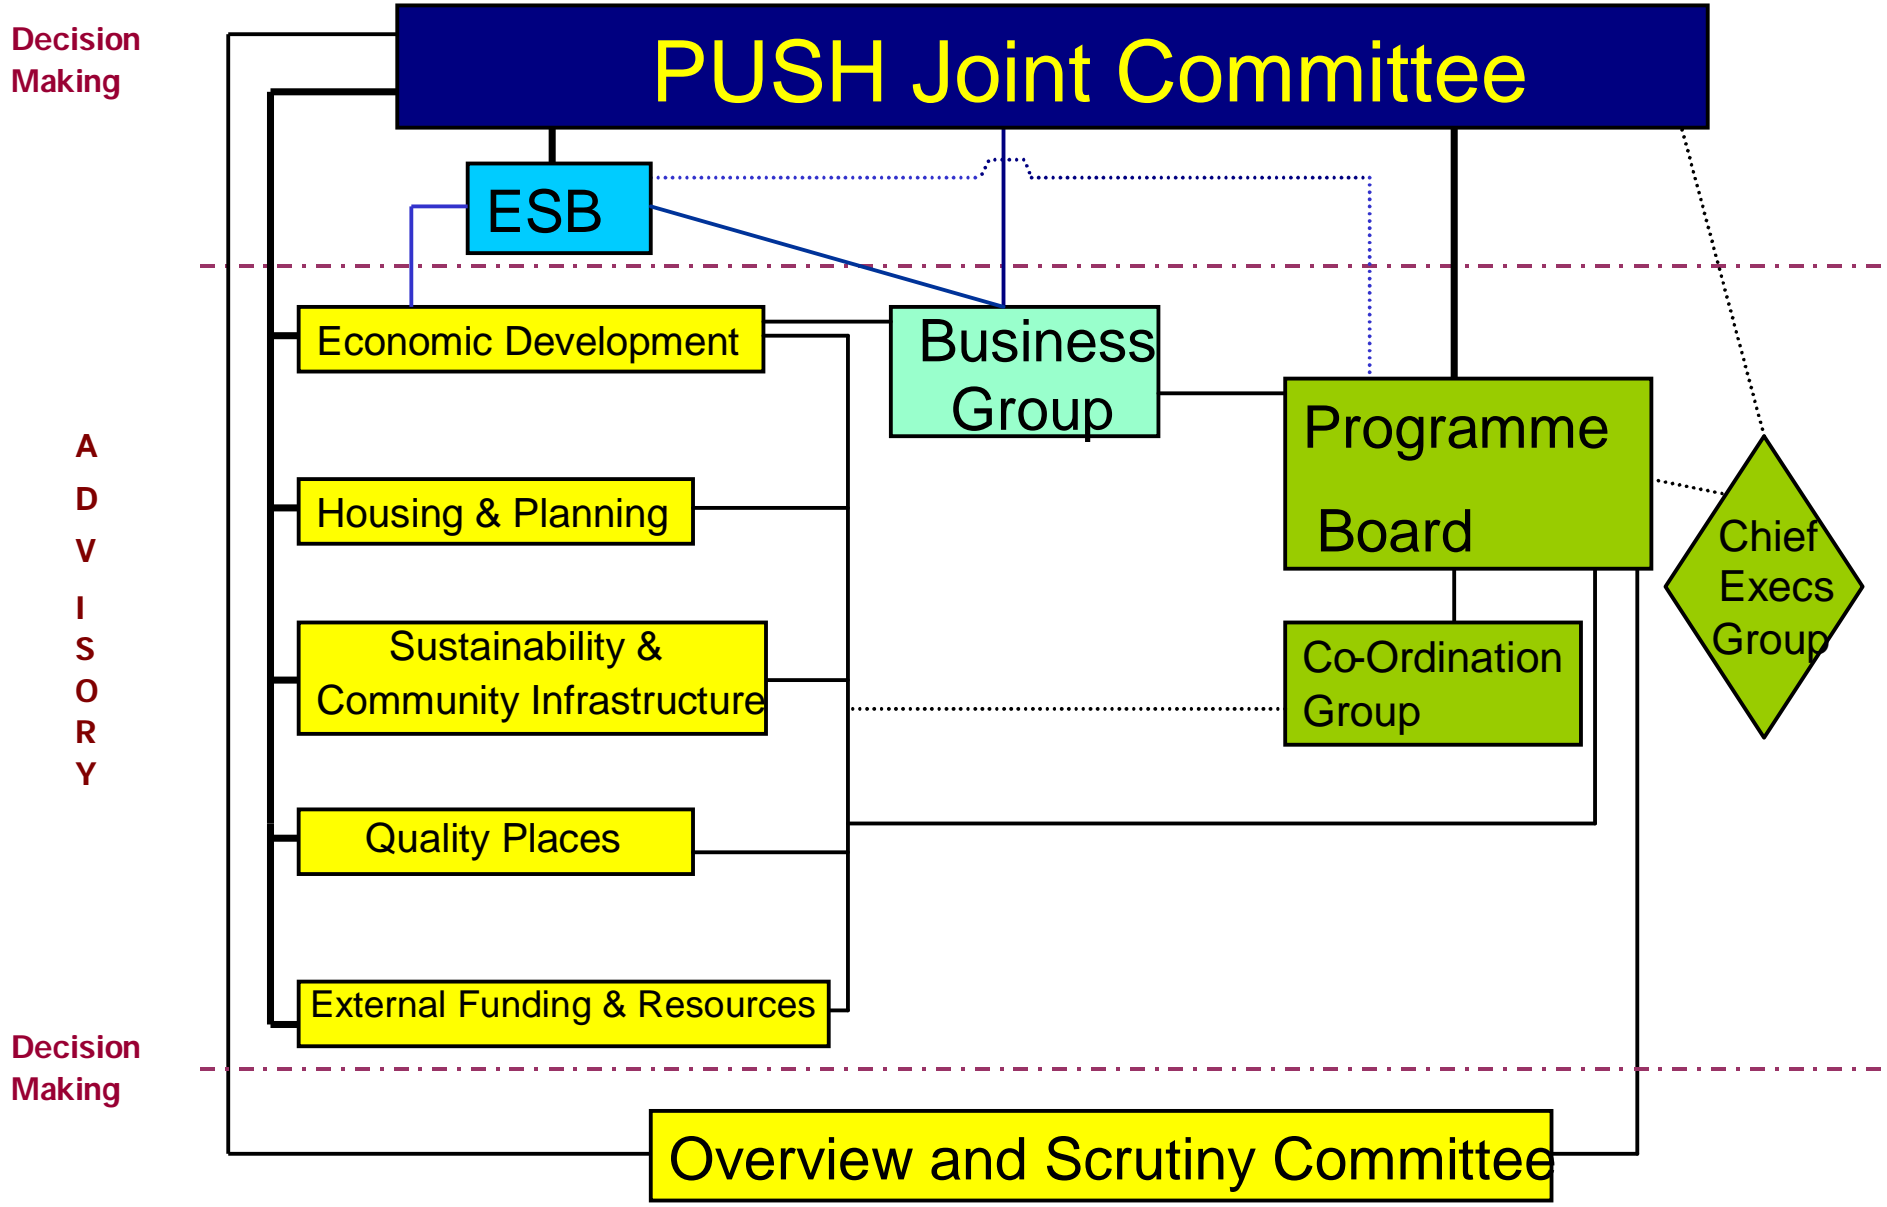 Decision
Making
PUSH Joint Committee
ESB
Economic Development
Business
Group
Housing & Planning
Programme
Board
Chief
Execs
Group
Sustainability &
Community Infrastructure
Co-Ordination
Group
Quality Places
External Funding & Resources
A
D
V
I
S
O
R
Y
Decision
Making
Overview and Scrutiny Committee